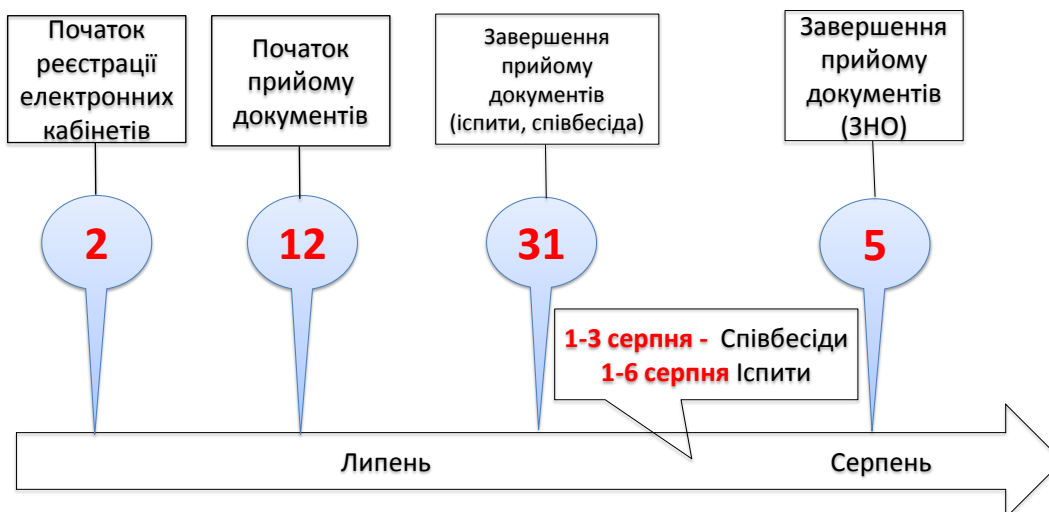 Початок
реєстрації
електронних
кабінетів
Початок
прийому
документів
Завершення
прийому
документів
(іспити, співбесіда)
Завершення
прийому
документів
(ЗНО)
2
12
31
5
1-3 серпня - Співбесіди
1-6 серпня Іспити
Липень
Серпень